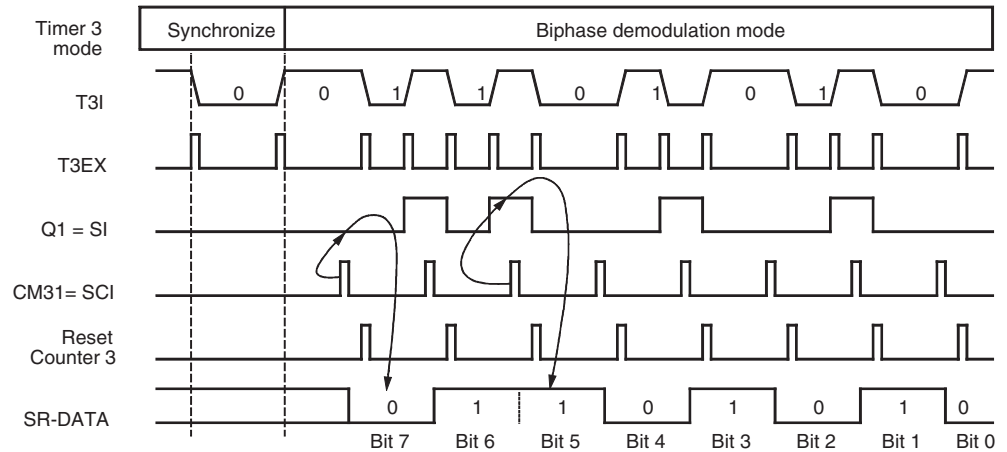 Timer 3
mode
Synchronize
Biphase demodulation mode
T3I
0 0 1 1 0 1 0 1 0
T3EX
Q1 = SI
CM31= SCI
Reset
Counter 3
SR-DATA
0 1 1 0 1 0 1 0
Bit 7 Bit 6 Bit 5 Bit 4 Bit 3 Bit 2 Bit 1 Bit 0